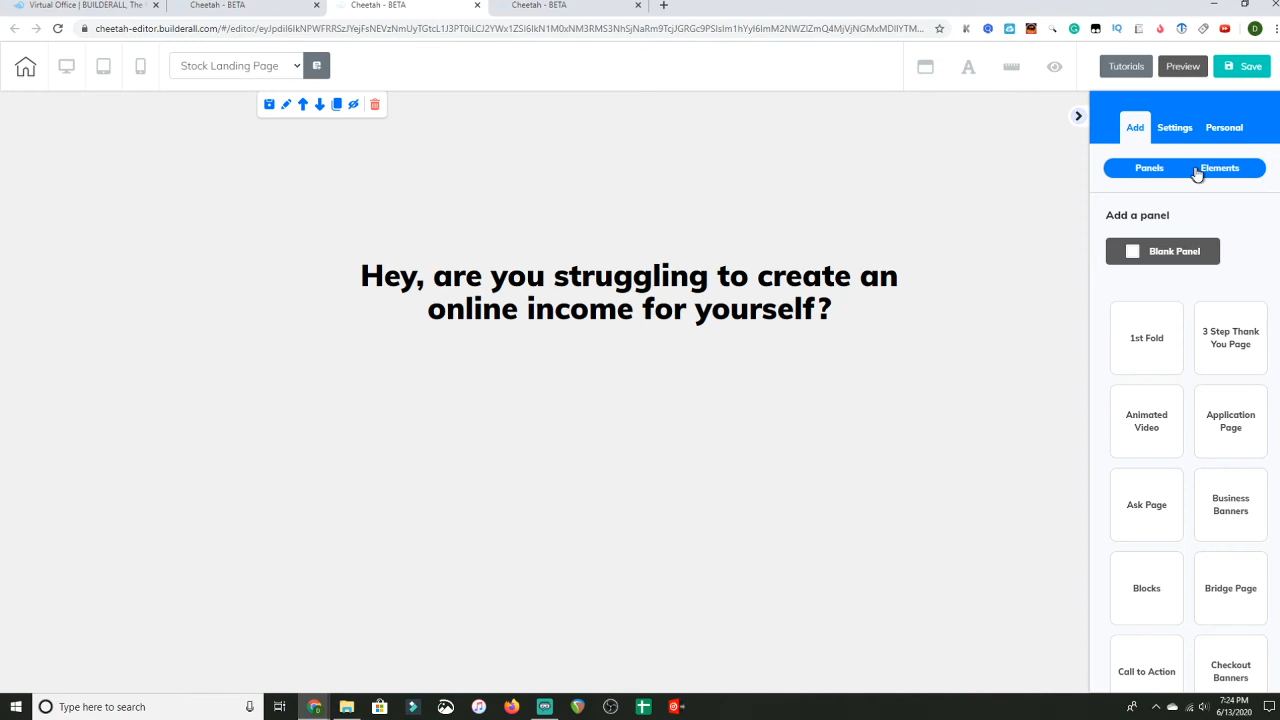 Virtual Office | BUILDERALL, The
Cheetah - BETA
Cheetah - BETA
Cheetah - BETA
Stock Landing Page
Tutorials
Preview
Save
Add
Settings
Personal
Panels
Elements
Add a panel
Blank Panel
Hey, are you struggling to create an
online income for yourself?
1st Fold
3 Step Thank
You Page
Animated
Video
Application
Page
Ask Page
Business
Banners
Blocks
Bridge Page
Call to Action
Checkout
Banners
Type here to search
7:24 PM
6/13/2020